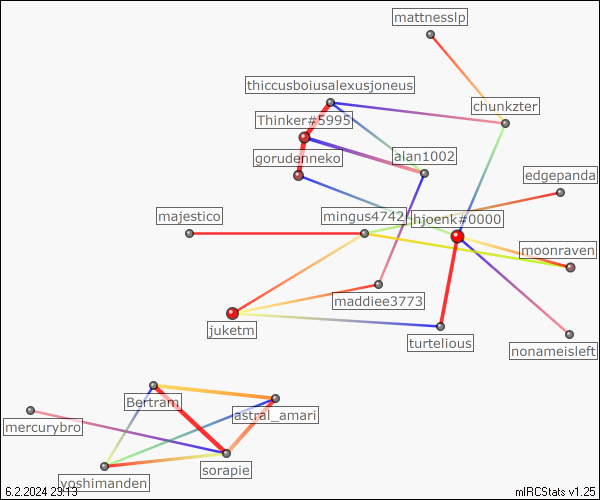 mattnesslp
thiccusboiusalexusjoneus
chunkzter
Thinker#5995
gorudenneko
alan1002
edgepanda
majestico
mingus4742
hjoenk#0000
moonraven
maddiee3773
juketm
turtelious
nonameisleft
Bertram
astral_amari
mercurybro
sorapie
yoshimanden
6.2.2024 23:13
mIRCStats v1.25